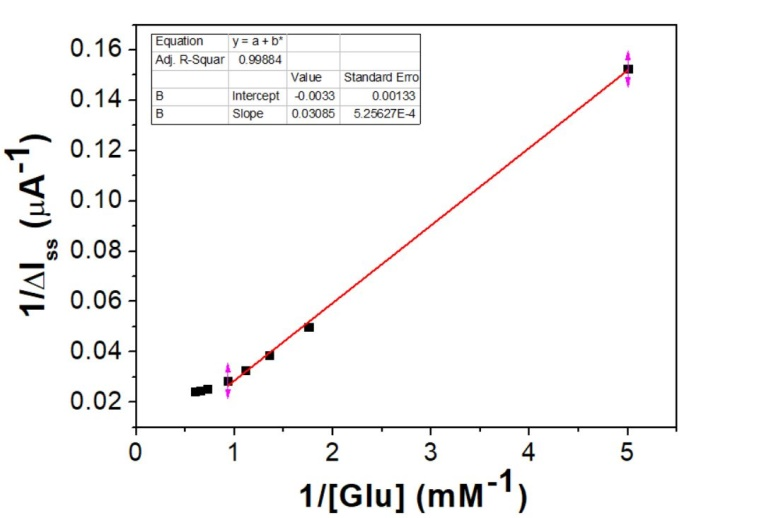 0.16
0.14
0.12
0.10
0.08
0.06
0.04
0.02
1/ΔIss (μA-1)
Equation y = a + b*
Adj. R-Squar 0.99884
Value Standard Erro
B Intercept -0.0033 0.00133
B Slope 0.03085 5.25627E-4
0 1 2 3 4 5
1/[Glu] (mM-1)